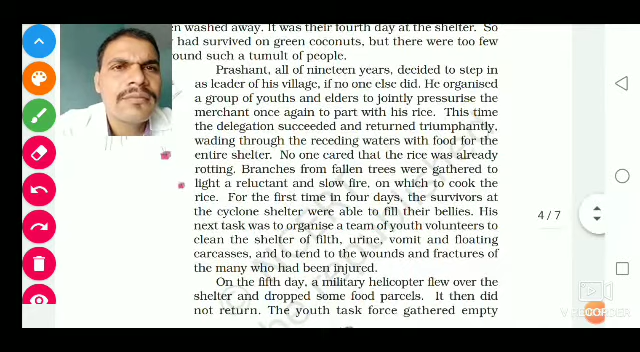 en washed away. It was their fourth day at the shelter. So
had survived on green coconuts, but there were too few
ound such a tumult of people.
Prashant, all of nineteen years, decided to step in
as leader of his village, if no one else did. He organised
a group of youths and elders to jointly pressurise the
merchant once again to part with his rice. This time
the delegation succeeded and returned triumphantly,
wading through the receding waters with food for the
entire shelter. No one cared that the rice was already
rotting. Branches from fallen trees were gathered to
light a reluctant and slow fire, on which to cook the
rice. For the first time in four days, the survivors at
the cyclone shelter were able to fill their bellies. His
next task was to organise a team of youth volunteers to
clean the shelter of filth, urine, vomit and floating
carcasses, and to tend to the wounds and fractures of
the many who had been injured.
On the fifth day, a military helicopter flew over the
shelter and dropped some food parcels. It then did
not return. The youth task force gathered empty
4 / 7
RECORDER